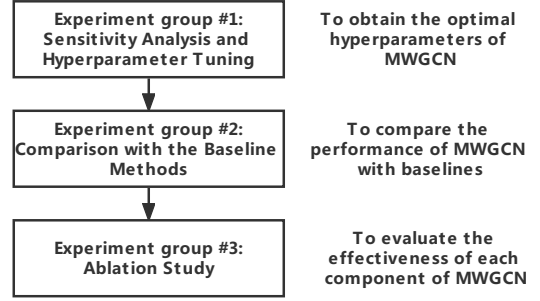 Experiment group #1:
Sensitivity Analysis and
Hyperparameter Tuning
To obtain the optimal
hyperparameters of
MWGCN
Experiment group #2:
Comparison with the Baseline
Methods
To compare the
performance of MWGCN
with baselines
Experiment group #3:
Ablation Study
To evaluate the
effectiveness of each
component of MWGCN